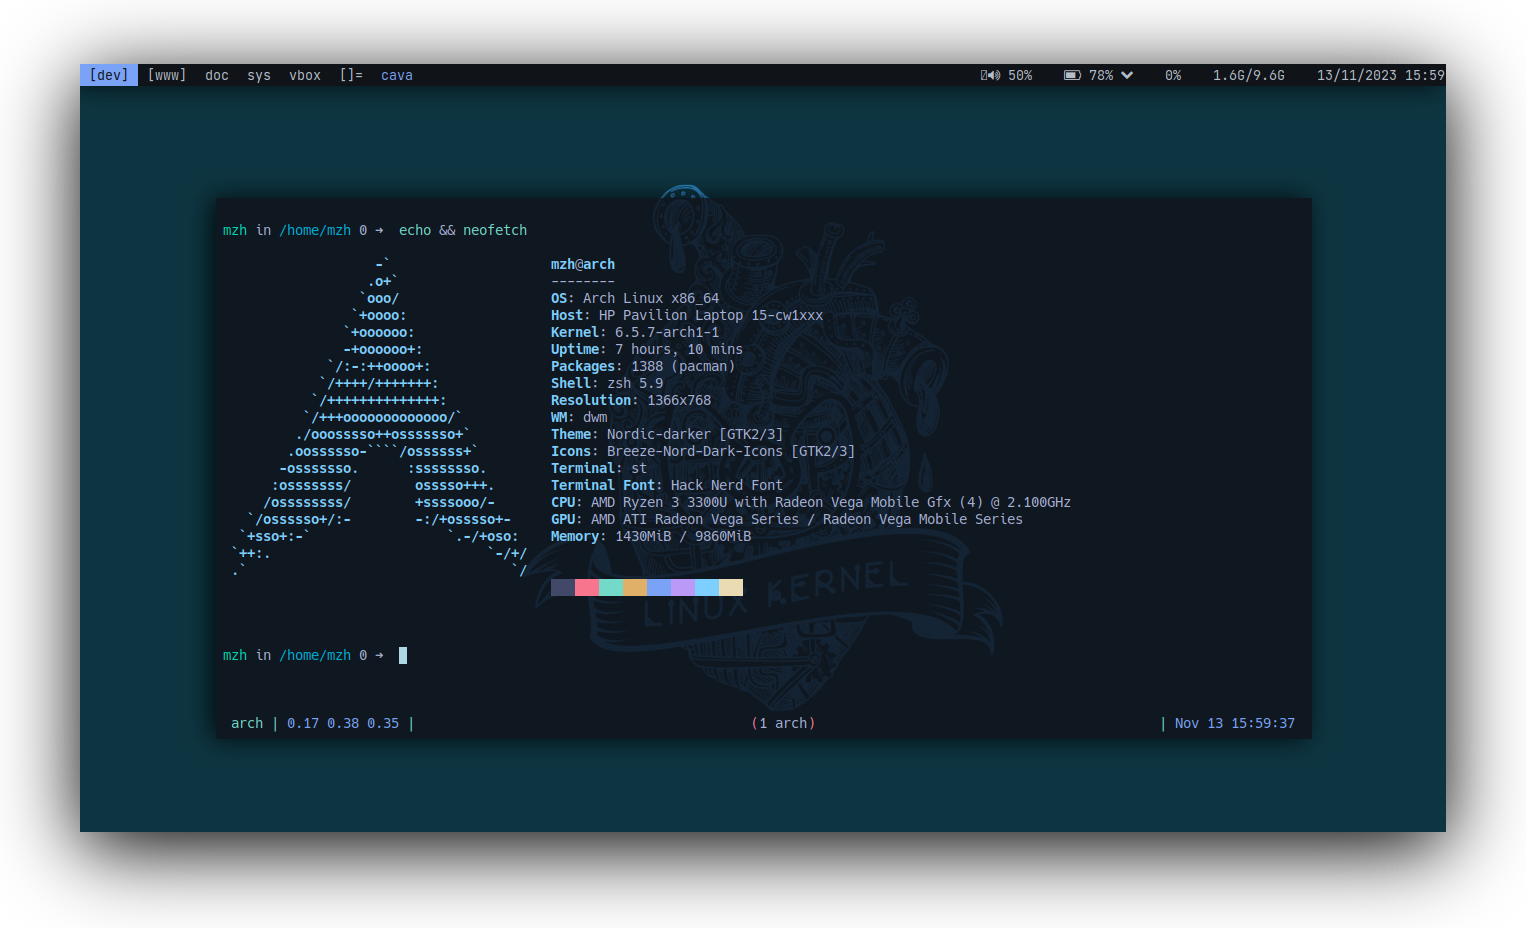 [dev] [www] doc sys vbox []= cava 50% 78% 0% 1.6G/9.6G 13/11/2023 15:59
mzh in /home/mzh 0 ➜ echo && neofetch
-` mzh@arch
.o+` --------
`ooo/ OS: Arch Linux x86_64
`+oooo: Host: HP Pavilion Laptop 15-cw1xxx
`+oooooo: Kernel: 6.5.7-arch1-1
-+oooooo+: Uptime: 7 hours, 10 mins
`/:-:++oooo+: Packages: 1388 (pacman)
`/++++/+++++++: Shell: zsh 5.9
`/++++++++++++++: Resolution: 1366x768
`/+++ooooooooooooo/` WM: dwm
./ooosssso++osssssso+` Theme: Nordic-darker [GTK2/3]
.oossssso-````/ossssss+` Icons: Breeze-Nord-Dark-Icons [GTK2/3]
-osssssso. :ssssssso. Terminal: st
:osssssss/ osssso+++. Terminal Font: Hack Nerd Font
/ossssssss/ +ssssooo/- CPU: AMD Ryzen 3 3300U with Radeon Vega Mobile Gfx (4) @ 2.100GHz
`/ossssso+/:- -:/+osssso+- GPU: AMD ATI Radeon Vega Series / Radeon Vega Mobile Series
`+sso+:-` `.-/+oso: Memory: 1430MiB / 9860MiB
`++:. `-/+/
.` `/
LINUX KERNEL
mzh in /home/mzh 0 ➜
arch | 0.17 0.38 0.35 | (1 arch) | Nov 13 15:59:37